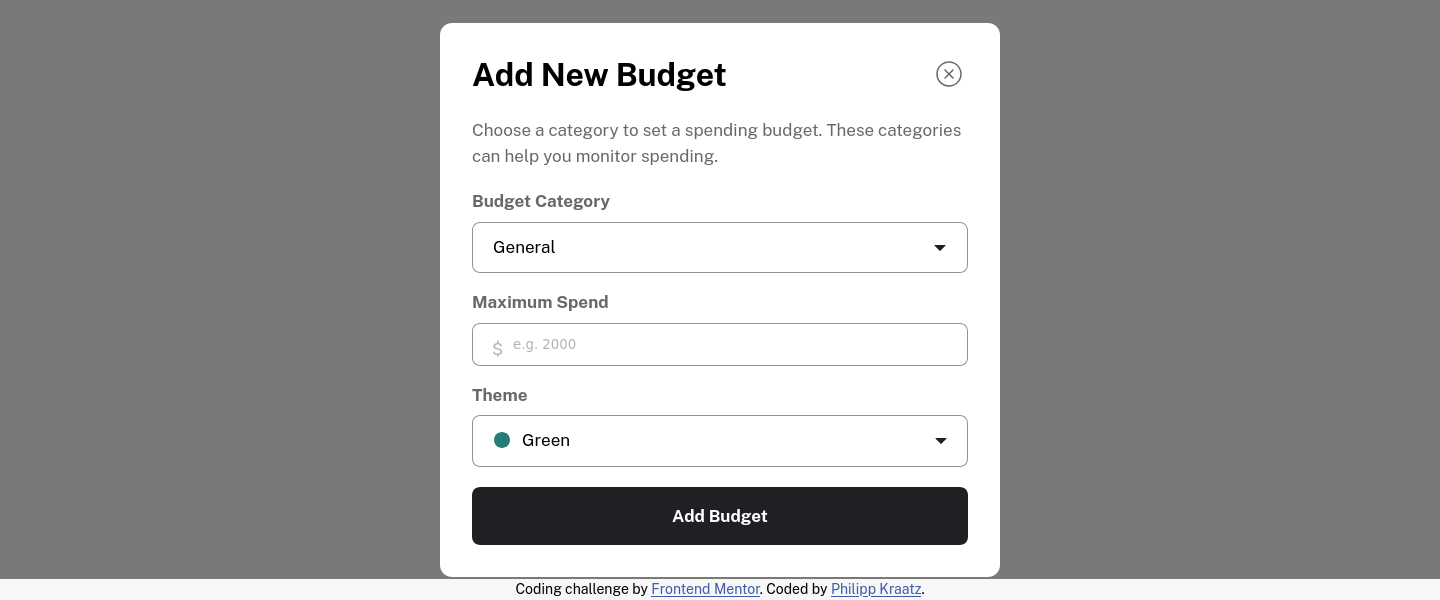 Add New Budget
Choose a category to set a spending budget. These categories
can help you monitor spending.
Budget Category
General
Maximum Spend
$ e.g. 2000
Theme
Green
Add Budget
Coding challenge by Frontend Mentor. Coded by Philipp Kraatz.